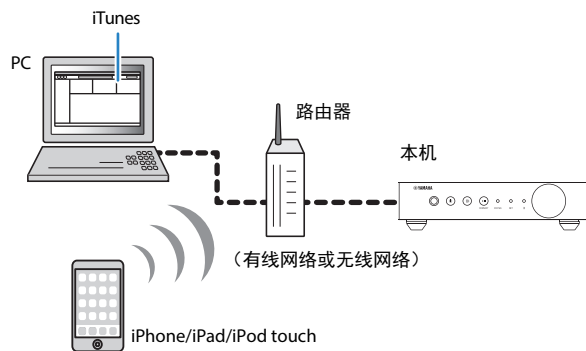 iTunes
PC
路由器
本机
YAMAHA
（有线网络或无线网络）
iPhone/iPad/iPod touch